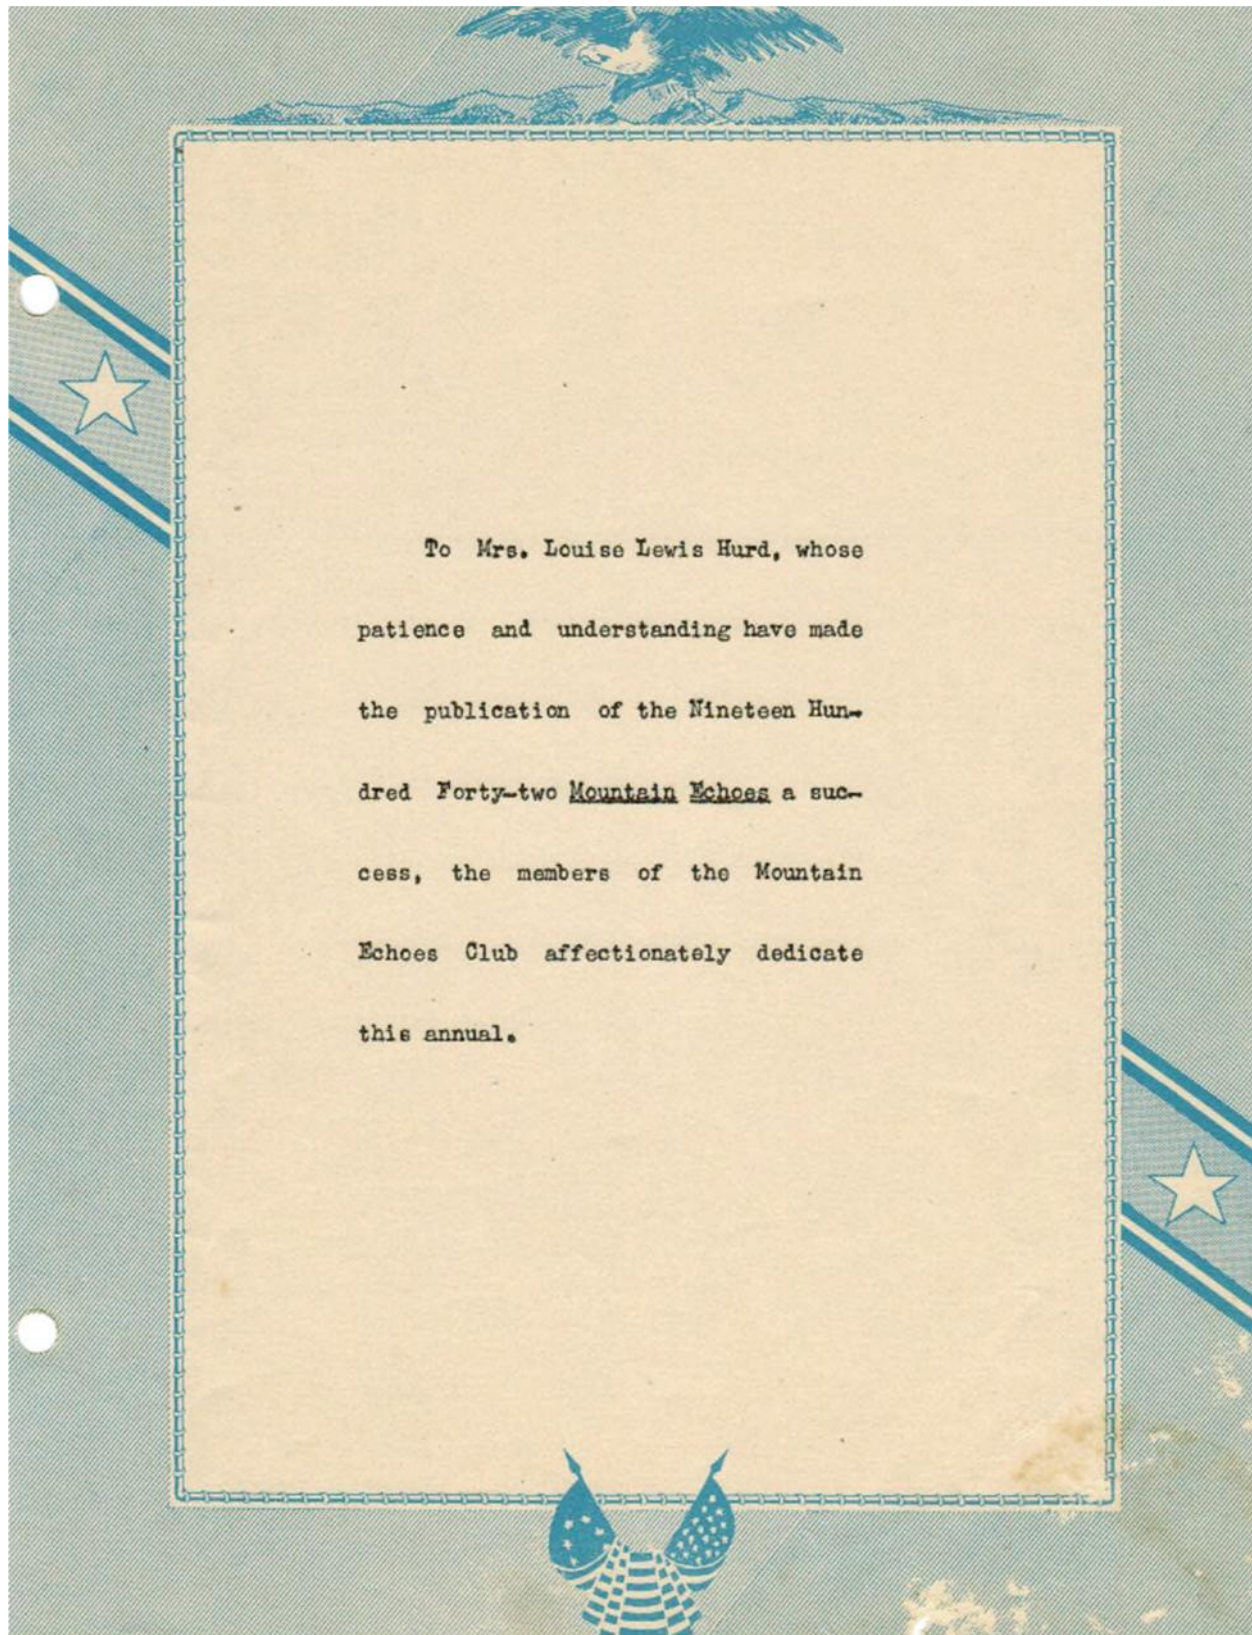 To Mrs. Louise Lewis Hurd, whose
patience and understanding have made
the publication of the Nineteen Hun-
dred Forty-two Mountain Echoes a suc-
cess, the members of the Mountain
Echoes Club affectionately dedicate
this annual.